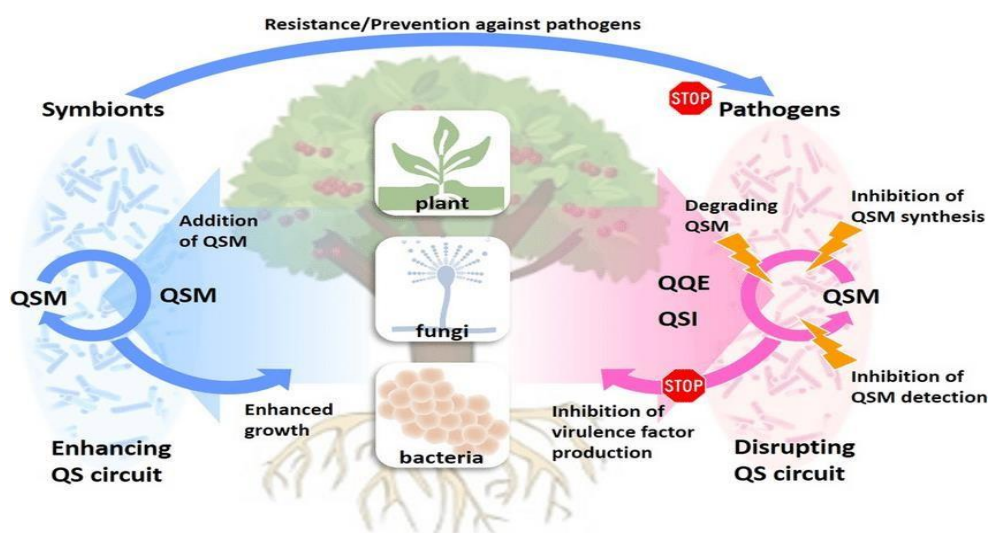 Resistance/Prevention against pathogens
Symbionts
STOP
Pathogens
plant
Addition
of QSM
Degrading
QSM
Inhibition of
QSM synthesis
QSM
QSM
fungi
QQE
QSI
QSM
STOP
Inhibition of
QSM detection
Enhanced
growth
Inhibition of
virulence factor
production
bacteria
Enhancing
QS circuit
Disrupting
QS circuit